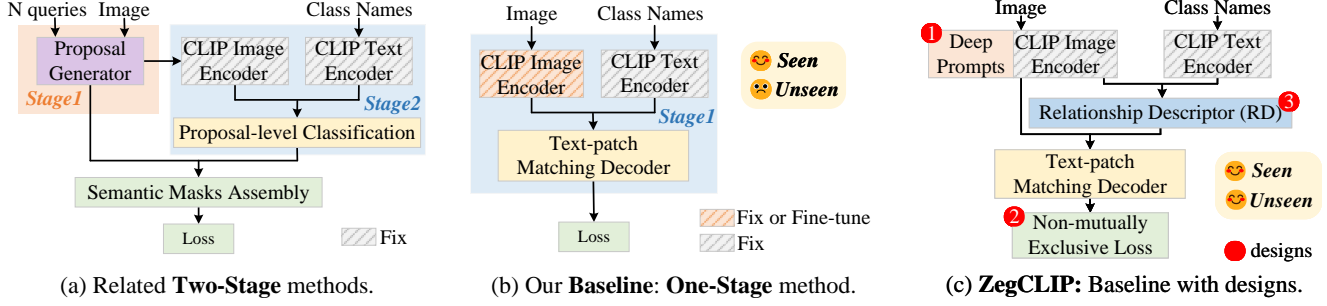 N queries
Image
Class Names
Proposal
Generator
CLIP Image
Encoder
CLIP Text
Encoder
Stage1
Stage2
Proposal-level Classification
Semantic Masks Assembly
Loss
Fix
(a) Related Two-Stage methods.
Image
Class Names
CLIP Image
Encoder
CLIP Text
Encoder
Stage1
Text-patch
Matching Decoder
Loss
Seen
Unseen
Fix or Fine-tune
Fix
(b) Our Baseline: One-Stage method.
Image
Class Names
1
Deep
Prompts
CLIP Image
Encoder
CLIP Text
Encoder
Relationship Descriptor (RD)
3
Text-patch
Matching Decoder
2
Non-mutually
Exclusive Loss
Seen
Unseen
designs
(c) ZegCLIP: Baseline with designs.